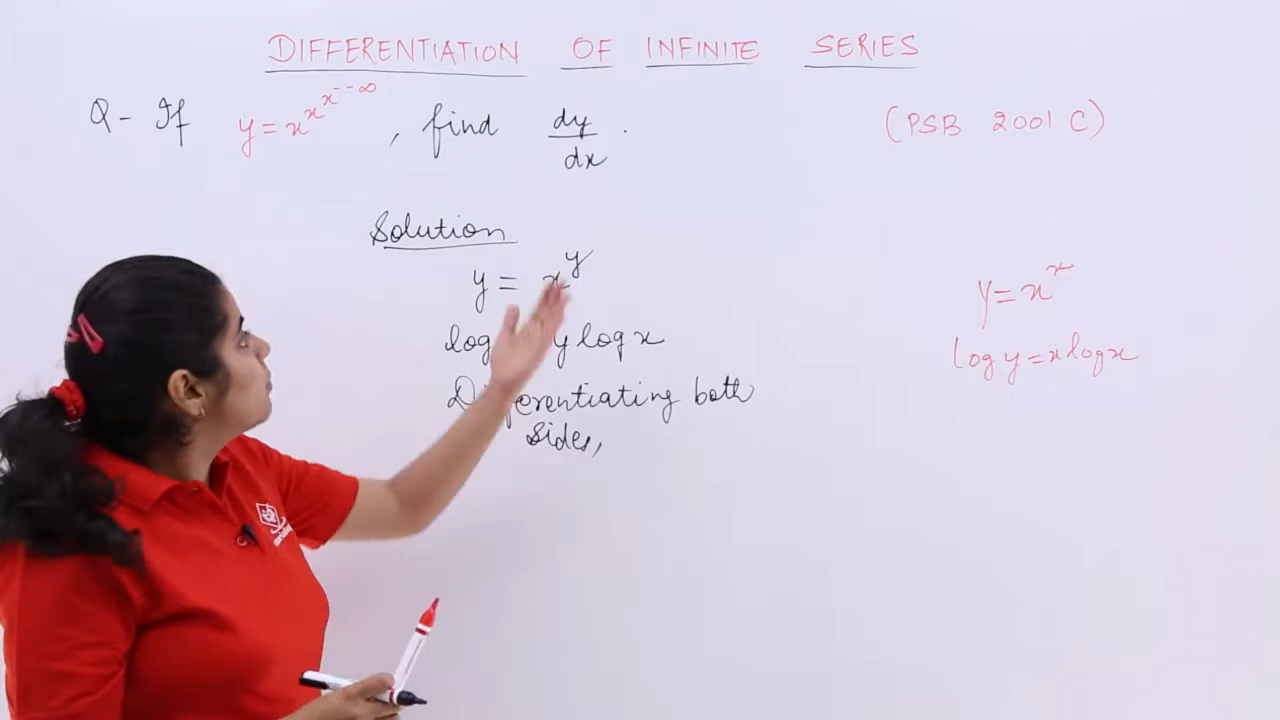 DIFFERENTIATION OF INFINITE SERIES
Q - If y = x^x^x^--∞, find dy/dx. (PSB 2001 C)
Solution
y = x^y
log y log x
Differentiating both
sides,
y = x^x
log y = x log x